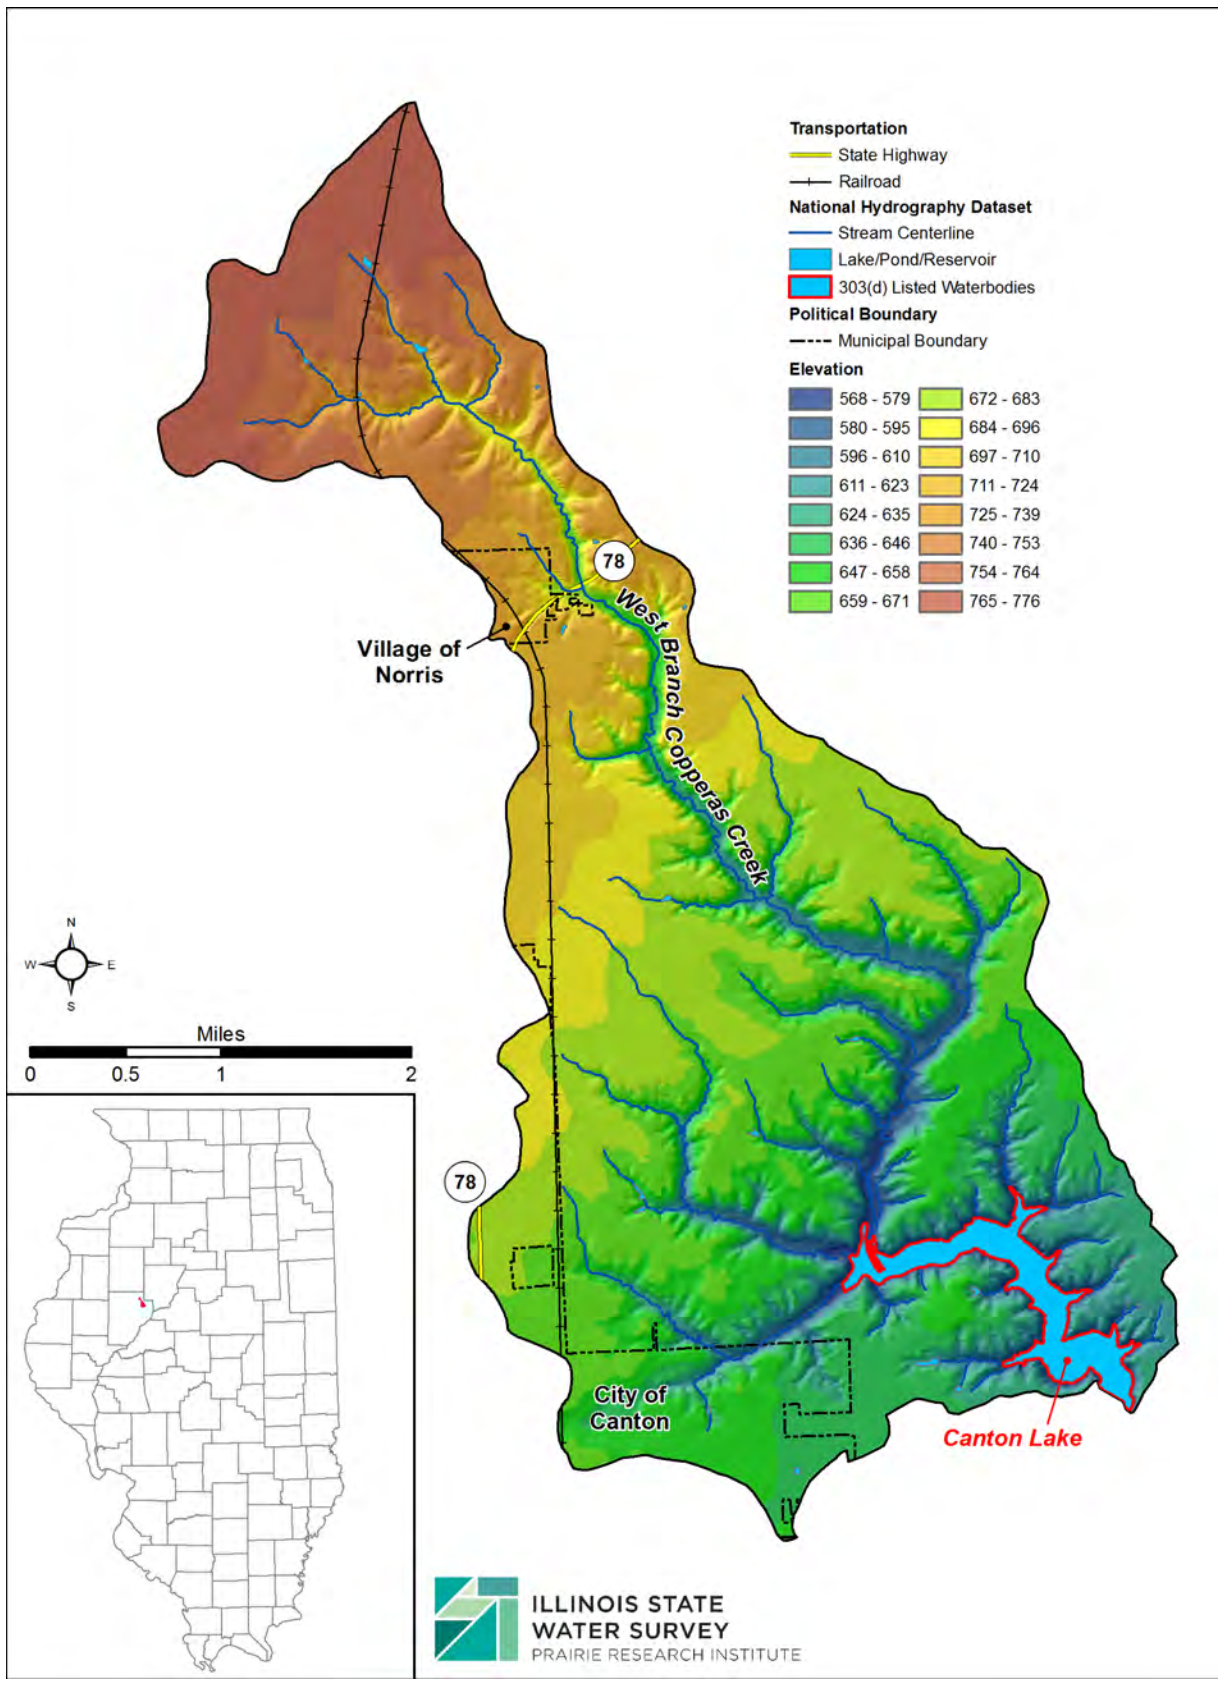 Transportation
State Highway
Railroad
National Hydrography Dataset
Stream Centerline
Lake/Pond/Reservoir
303(d) Listed Waterbodies
Political Boundary
Municipal Boundary
Elevation
568 - 579
580 - 595
596 - 610
611 - 623
624 - 635
636 - 646
647 - 658
659 - 671
672 - 683
684 - 696
697 - 710
711 - 724
725 - 739
740 - 753
754 - 764
765 - 776
78
West Branch Copperas Creek
Village of
Norris
N
W
E
S
Miles
0
0.5
1
2
78
City of
Canton
Canton Lake
ILLINOIS STATE
WATER SURVEY
PRAIRIE RESEARCH INSTITUTE